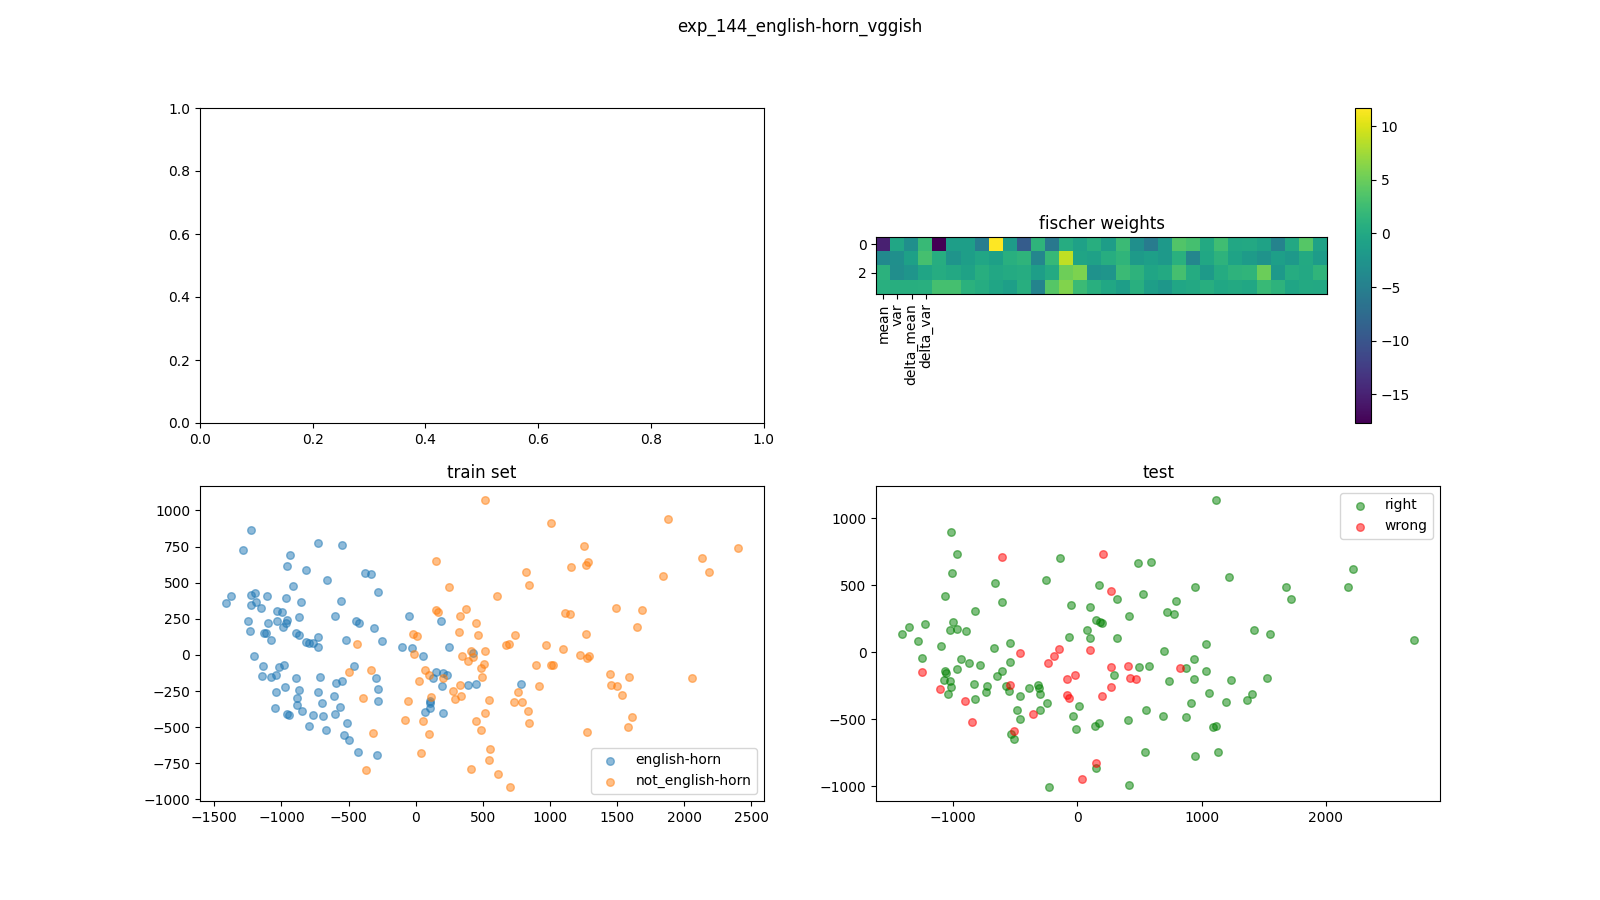 exp_144_english-horn_vggish
1.0
0.8
0.6
0.4
0.2
0.0
0.0 0.2 0.4 0.6 0.8 1.0
fischer weights
0
2
mean
var
delta_mean
delta_var
10
5
0
−5
−10
−15
train set
1000
750
500
250
0
−250
−500
−750
−1000
−1500 −1000 −500 0 500 1000 1500 2000 2500
english-horn
not_english-horn
test
1000
500
0
−500
−1000
−1000 0 1000 2000
right
wrong